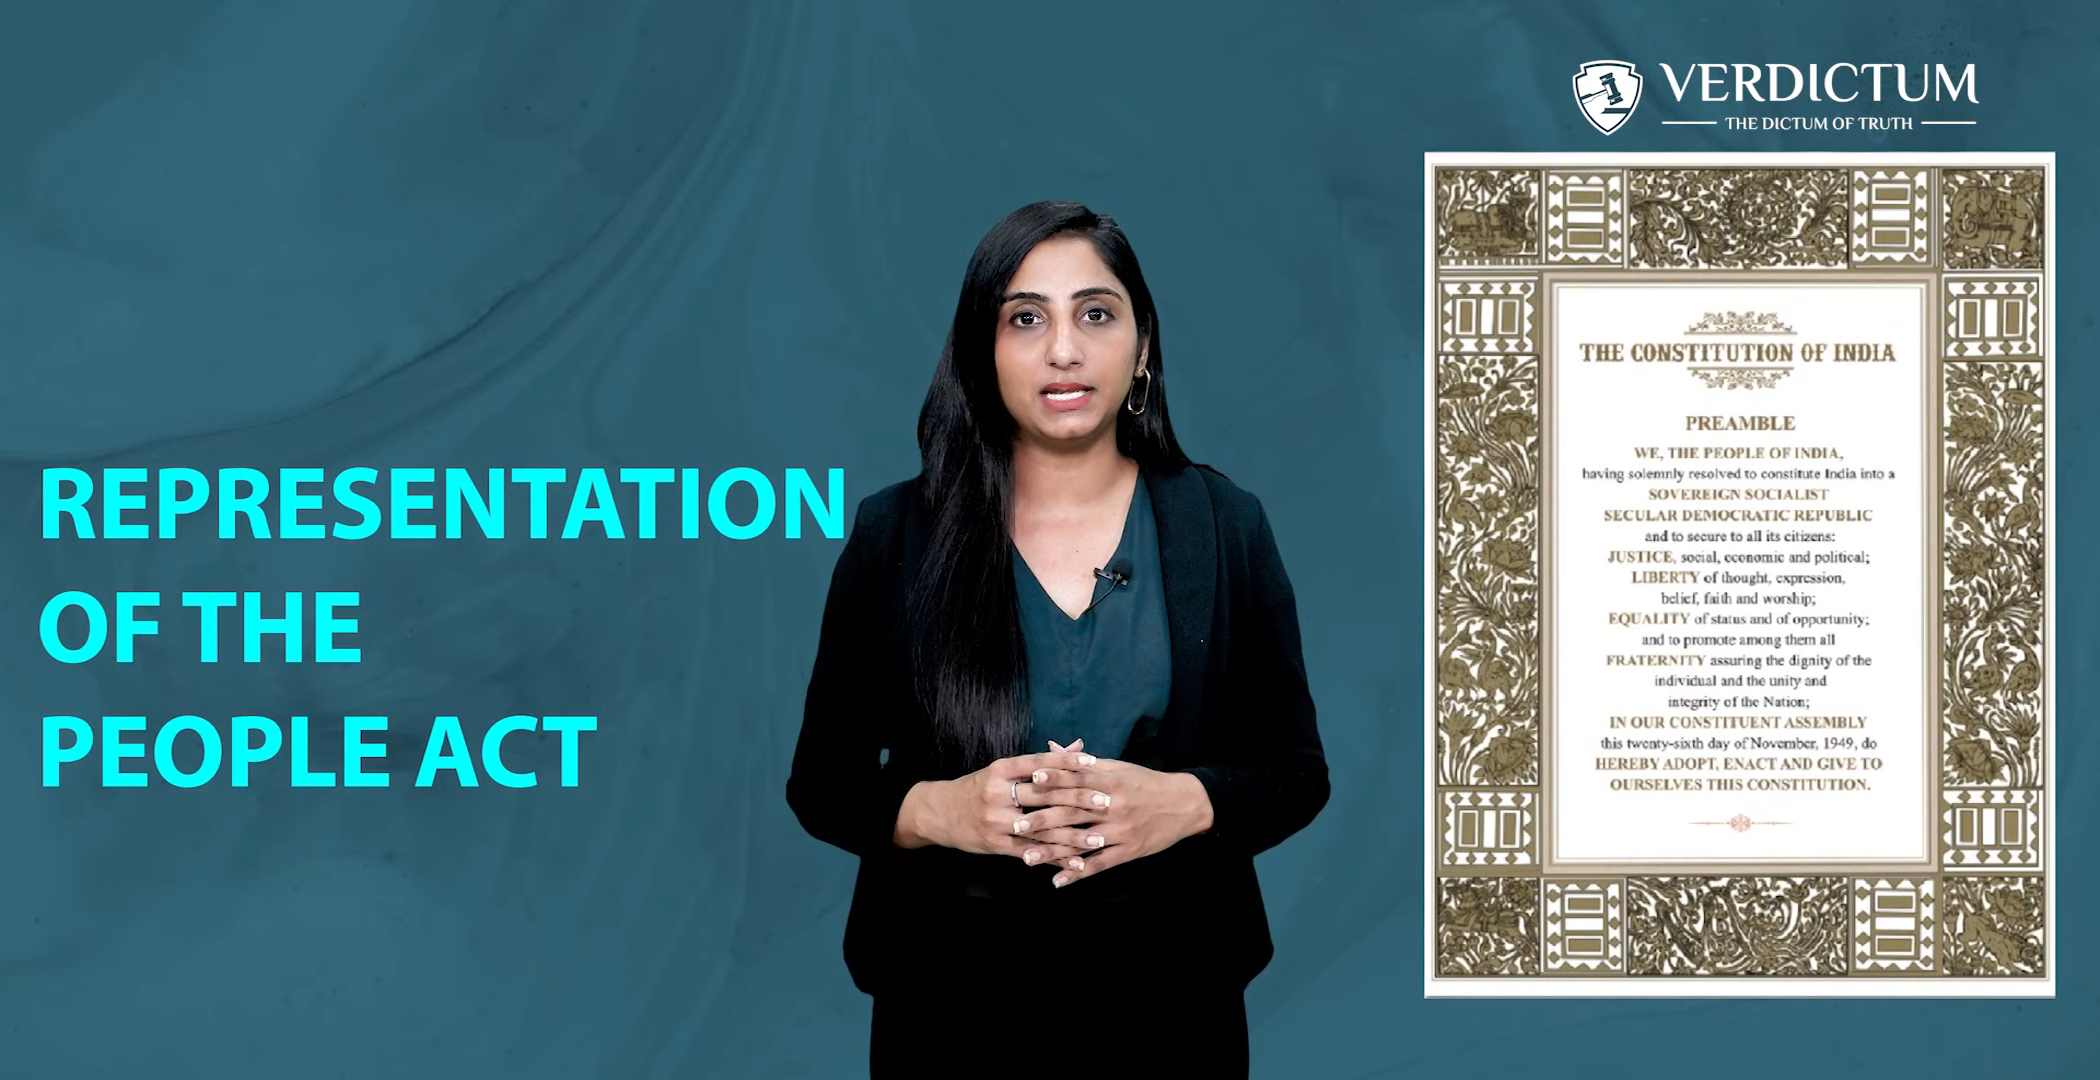 VERDICTUM
THE DICTUM OF TRUTH
REPRESENTATION
OF THE
PEOPLE ACT
THE CONSTITUTION OF INDIA
PREAMBLE
WE, THE PEOPLE OF INDIA,
having solemnly resolved to constitute India into a
SOVEREIGN SOCIALIST
SECULAR DEMOCRATIC REPUBLIC
and to secure to all its citizens:
JUSTICE, social, economic and political;
LIBERTY of thought, expression,
belief, faith and worship;
EQUALITY of status and of opportunity;
and to promote among them all
FRATERNITY assuring the dignity of the
individual and the unity and
integrity of the Nation;
IN OUR CONSTITUENT ASSEMBLY
this twenty-sixth day of November, 1949, do
HEREBY ADOPT, ENACT AND GIVE TO
OURSELVES THIS CONSTITUTION.